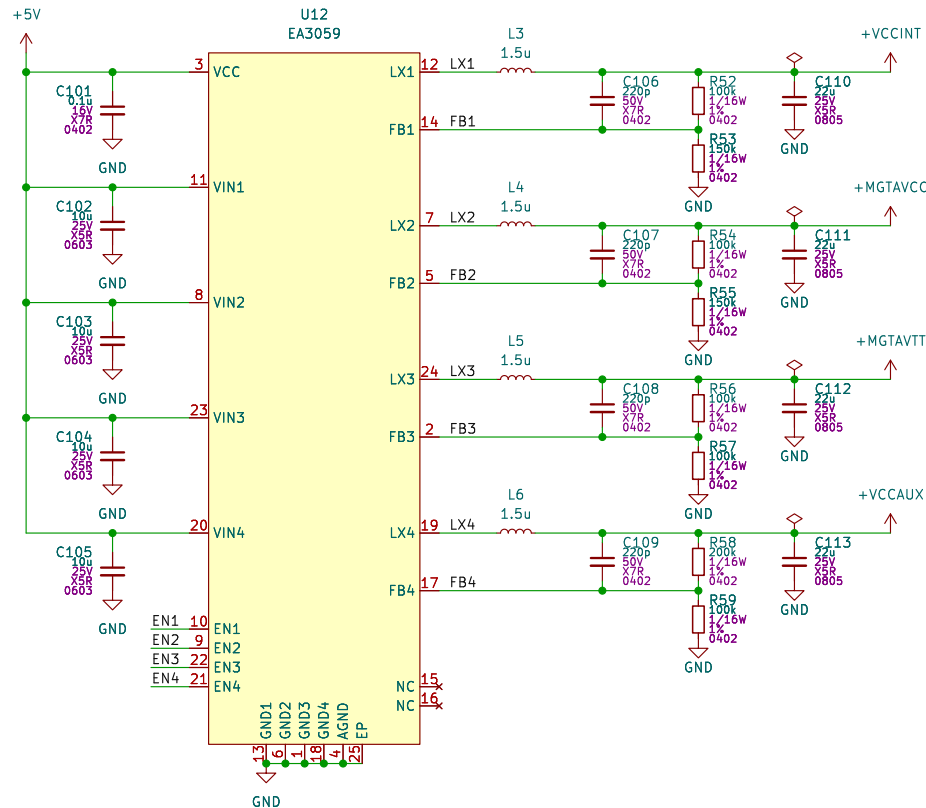 +5V
U12
EA3059
3
VCC
C101
0.1u
16V
X7R
0402
GND
11
VIN1
C102
10u
25V
X5R
0603
GND
8
VIN2
C103
10u
25V
X5R
0603
GND
23
VIN3
C104
10u
25V
X5R
0603
GND
20
VIN4
C105
10u
25V
X5R
0603
GND
EN1
10
EN1
EN2
9
EN2
EN3
22
EN3
EN4
21
EN4
GND1
GND2
GND3
GND4
AGND
EP
13
6
1
18
4
25
GND
LX1
12
LX1
L3
1.5u
FB1
14
FB1
C106
220p
50V
X7R
0402
R52
100k
1/16W
1%
0402
R53
150k
1/16W
1%
0402
GND
C110
22u
25V
X5R
0805
GND
+VCCINT
LX2
7
LX2
L4
1.5u
FB2
5
FB2
C107
220p
50V
X7R
0402
R54
100k
1/16W
1%
0402
R55
150k
1/16W
1%
0402
GND
C111
22u
25V
X5R
0805
GND
+MGTAVCC
LX3
24
LX3
L5
1.5u
FB3
2
FB3
C108
220p
50V
X7R
0402
R56
100k
1/16W
1%
0402
R57
100k
1/16W
1%
0402
GND
C112
22u
25V
X5R
0805
GND
+MGTAVTT
LX4
19
LX4
L6
1.5u
FB4
17
FB4
C109
220p
50V
X7R
0402
R58
200k
1/16W
1%
0402
R59
100k
1/16W
1%
0402
GND
C113
22u
25V
X5R
0805
GND
+VCCAUX
NC
15
NC
16